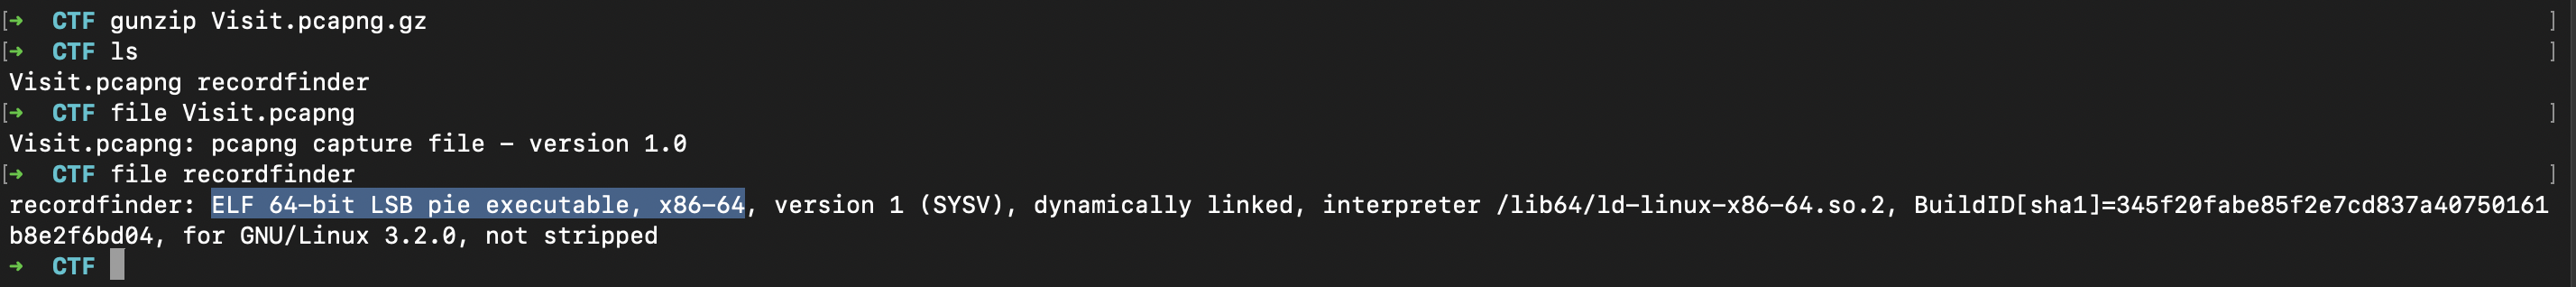 [➜  CTF gunzip Visit.pcapng.gz ]
[➜  CTF ls ]
Visit.pcapng recordfinder
[➜  CTF file Visit.pcapng ]
Visit.pcapng: pcapng capture file - version 1.0
[➜  CTF file recordfinder ]
recordfinder: ELF 64-bit LSB pie executable, x86-64, version 1 (SYSV), dynamically linked, interpreter /lib64/ld-linux-x86-64.so.2, BuildID[sha1]=345f20fabe85f2e7cd837a40750161
b8e2f6bd04, for GNU/Linux 3.2.0, not stripped
➜  CTF